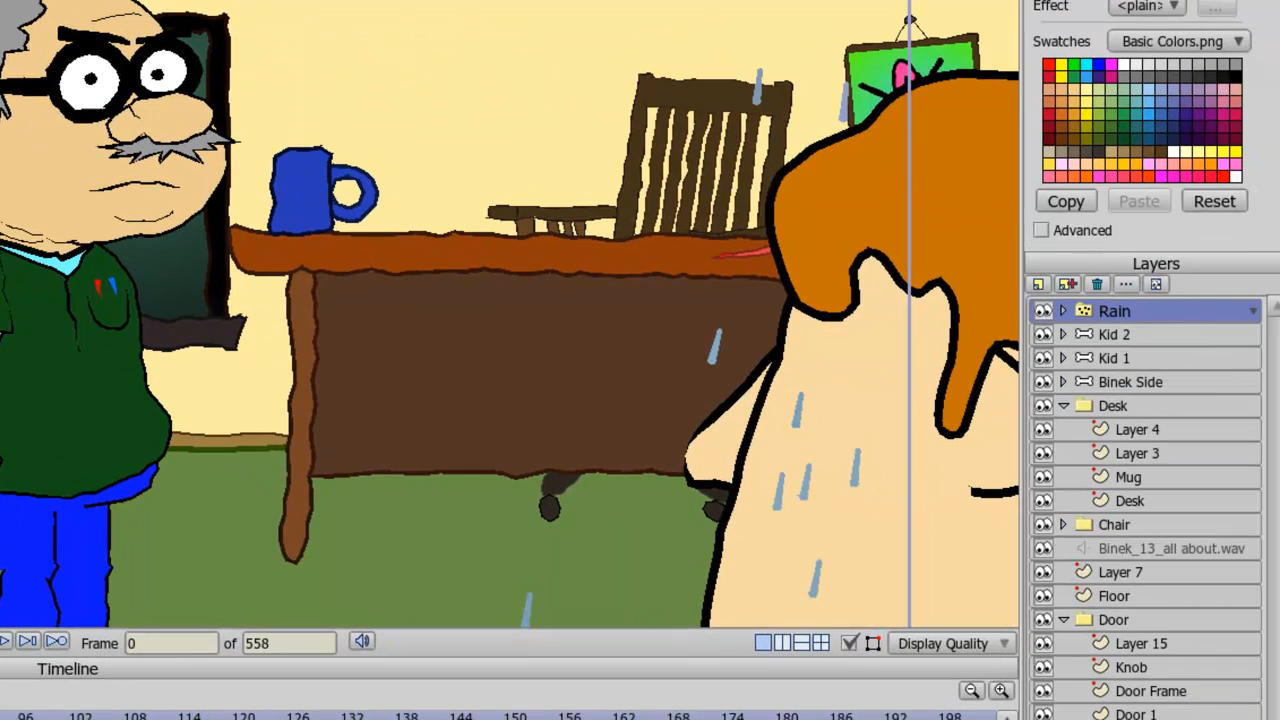 Effect <plain> ...
Swatches Basic Colors.png
Copy Paste Reset
Advanced
Layers
Rain
Kid 2
Kid 1
Binek Side
Desk
Layer 4
Layer 3
Mug
Desk
Chair
Binek_13_all about.wav
Layer 7
Floor
Door
Layer 15
Knob
Door Frame
Door 1
Frame 0 of 558 Display Quality
Timeline
96 102 108 114 120 126 132 138 144 150 156 162 168 174 180 186 192 198